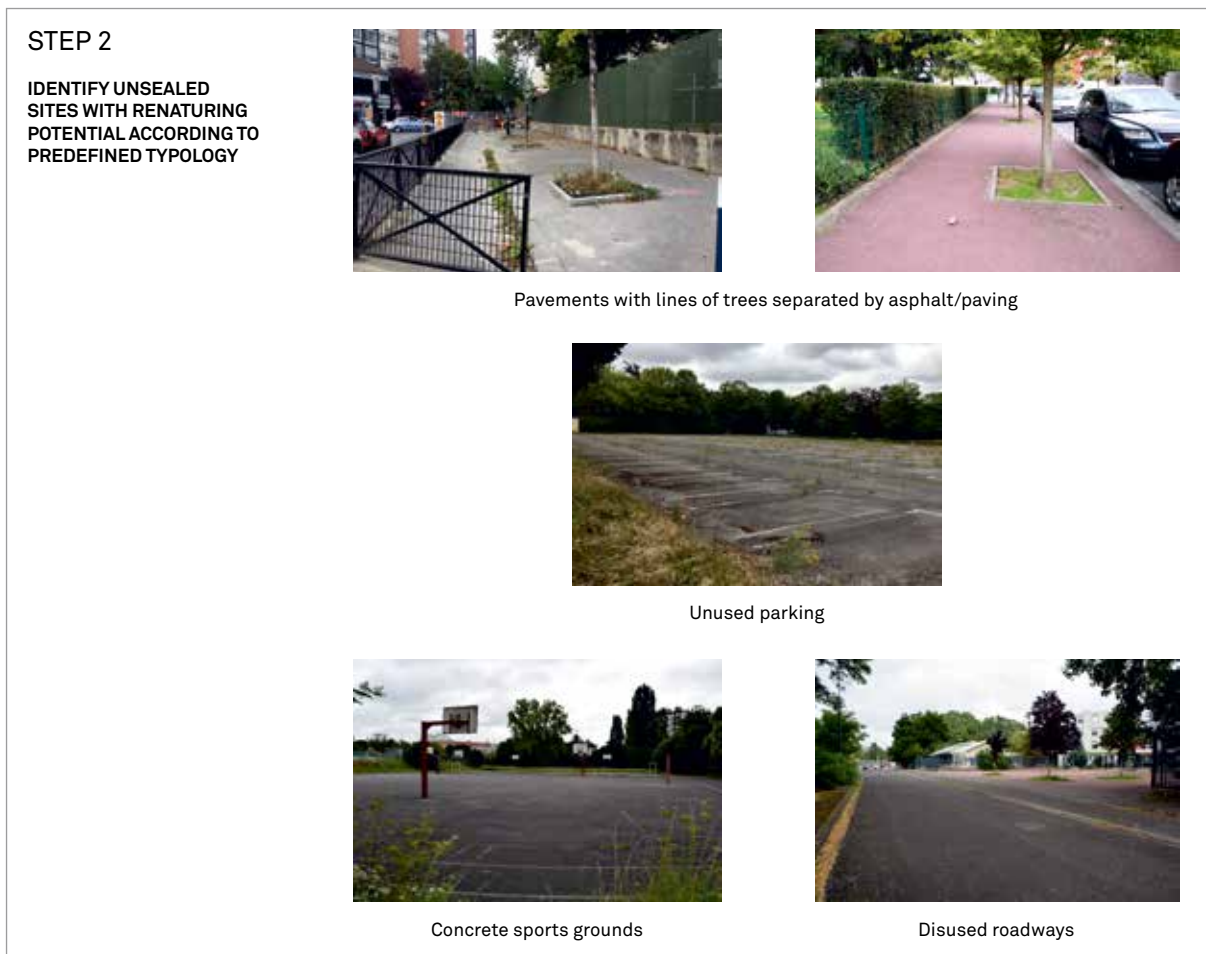 STEP 2
IDENTIFY UNSEALED
SITES WITH RENATURING
POTENTIAL ACCORDING TO
PREDEFINED TYPOLOGY
Pavements with lines of trees separated by asphalt/paving
Unused parking
Concrete sports grounds
Disused roadways